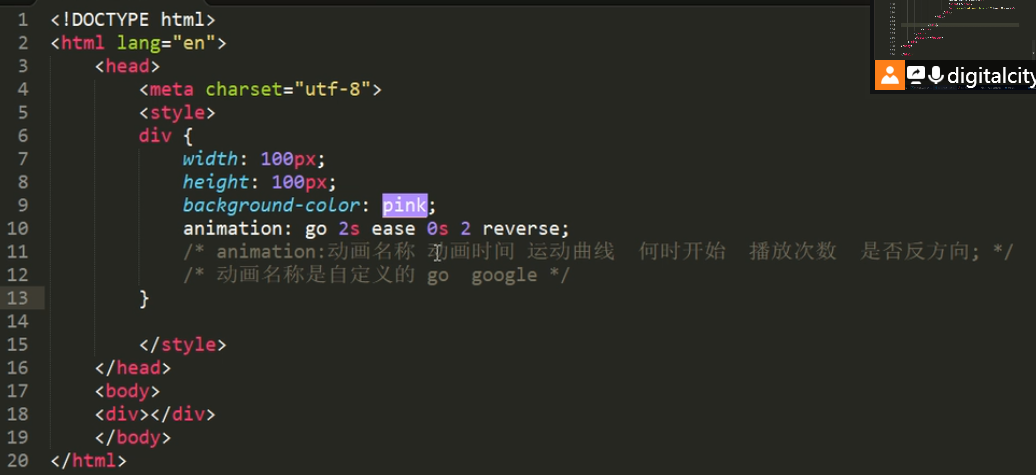 1 <!DOCTYPE html>
2 <html lang="en">
3 <head>
4 <meta charset="utf-8">
5 <style>
6 div {
7 width: 100px;
8 height: 100px;
9 background-color: pink;
10 animation: go 2s ease 0s 2 reverse;
11 /* animation:动画名称 动画时间 运动曲线 何时开始 播放次数 是否反方向; */
12 /* 动画名称是自定义的 go google */
13 }
14
15 </style>
16 </head>
17 <body>
18 <div></div>
19 </body>
20 </html>
digitalcity